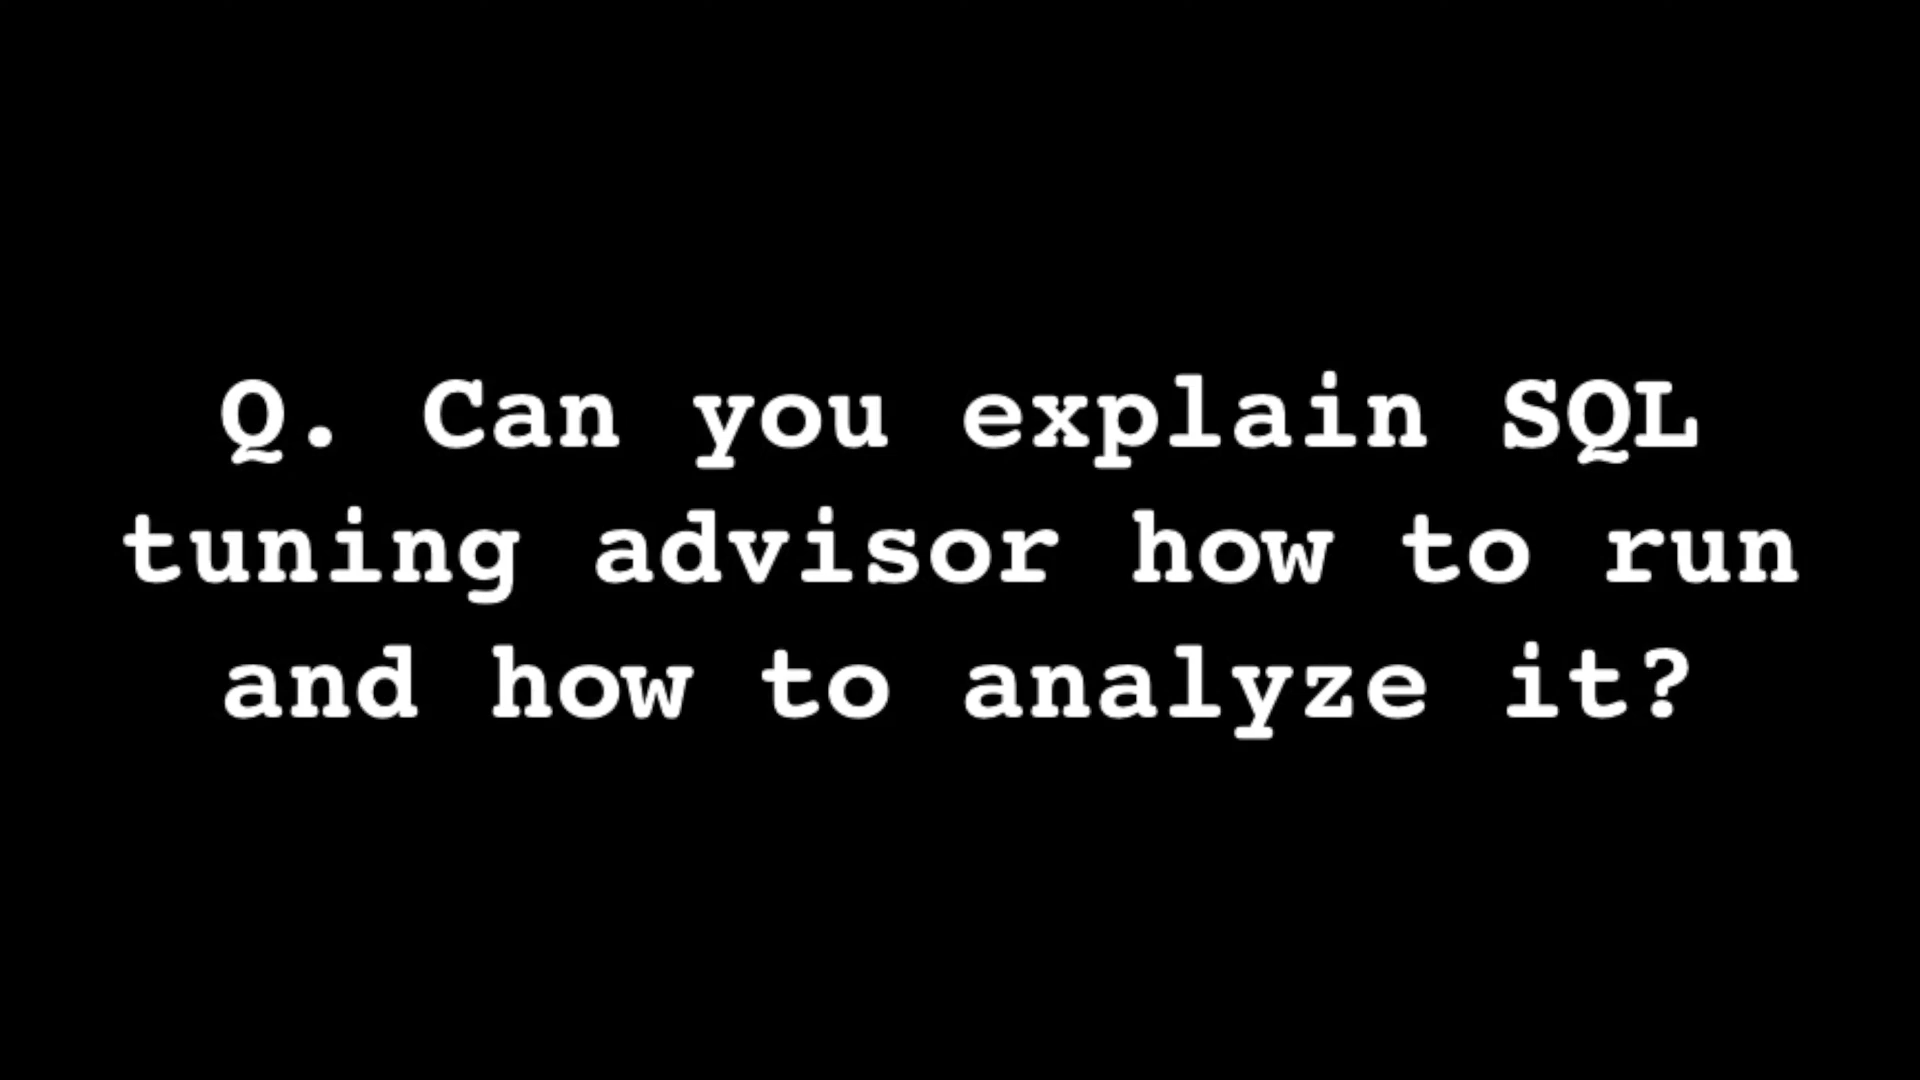 Q. Can you explain SQL
tuning advisor how to run
and how to analyze it?